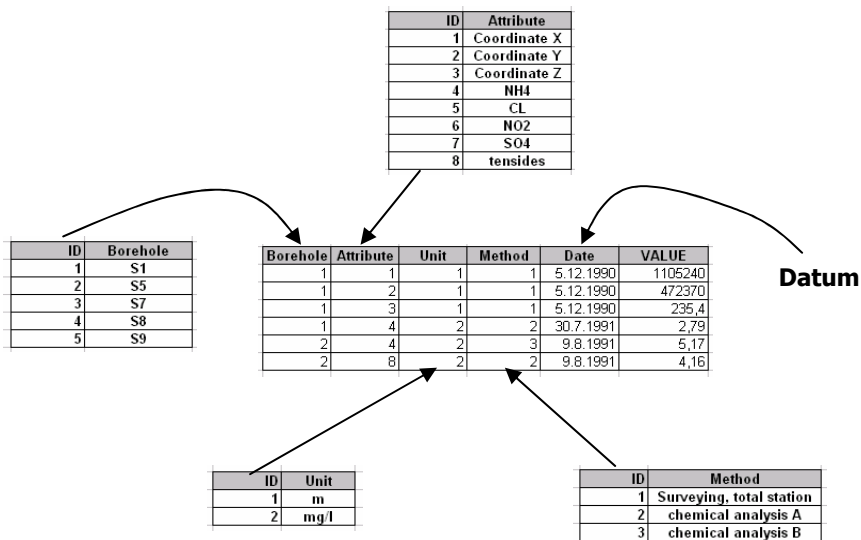 ID Attribute
1 Coordinate X
2 Coordinate Y
3 Coordinate Z
4 NH4
5 CL
6 NO2
7 SO4
8 tensides
ID Borehole
1 S1
2 S5
3 S7
4 S8
5 S9
Borehole Attribute Unit Method Date VALUE
1 1 1 1 5.12.1990 1105240
1 2 1 1 5.12.1990 472370
1 3 1 1 5.12.1990 235,4
1 4 2 2 30.7.1991 2,79
2 4 2 3 9.8.1991 5,17
2 8 2 2 9.8.1991 4,16
Datum
ID Unit
1 m
2 mg/l
ID Method
1 Surveying, total station
2 chemical analysis A
3 chemical analysis B